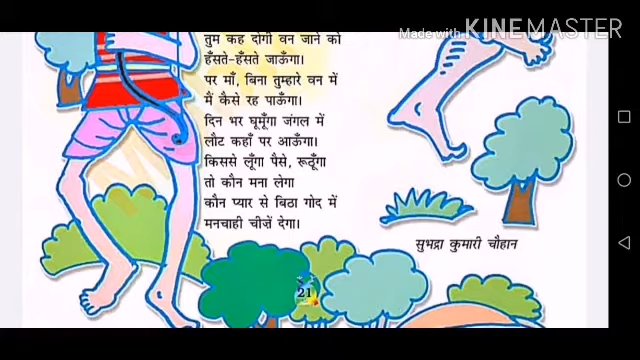 Made with KINEMASTER
तुम कह दोगी वन जाने को
हँसते-हँसते जाऊँगा।
पर माँ, बिना तुम्हारे वन में
मैं कैसे रह पाऊँगा।
दिन भर घूमूँगा जंगल में
लौट कहाँ पर आऊँगा।
किससे लूँगा पैसे, रूठूँगा
तो कौन मना लेगा
कौन प्यार से बिठा गोद में
मनचाही चीज़ें देगा।
सुभद्रा कुमारी चौहान
21